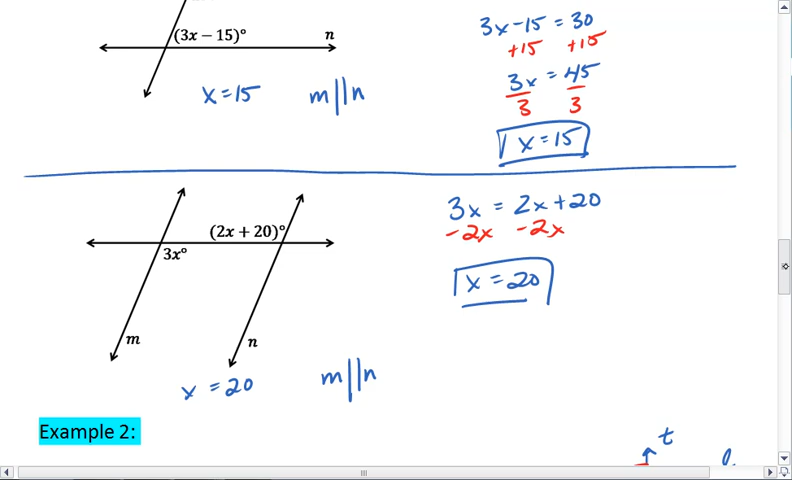 3x-15 = 30
+15 +15
(3x − 15)° n
3x = 45
3 3
x=15 m||n
x=15
3x = 2x+20
-2x -2x
(2x + 20)°
3x°
x = 20
m n
x = 20 m||n
Example 2:
t
l